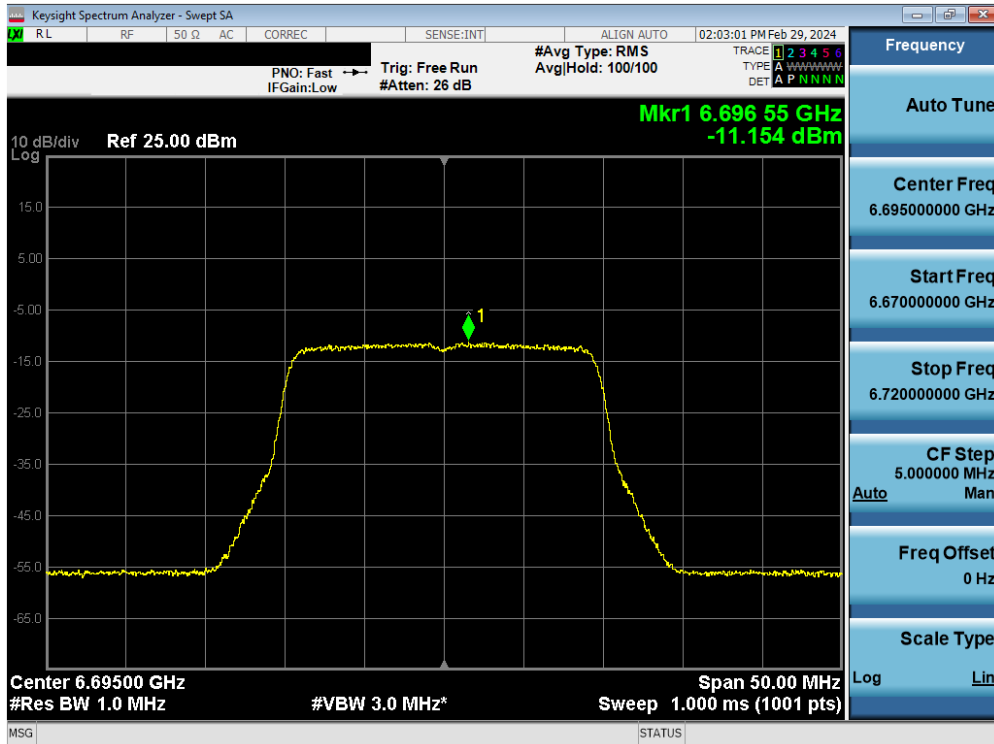 Keysight Spectrum Analyzer - Swept SA
LXI RL RF 50 Ω AC CORREC SENSE:INT ALIGN AUTO 02:03:01 PM Feb 29, 2024
PNO: Fast Trig: Free Run #Avg Type: RMS TRACE 1 2 3 4 5 6
IFGain:Low #Atten: 26 dB Avg|Hold: 100/100 TYPE A WWWWW
DET A P N N N N
Mkr1 6.696 55 GHz
-11.154 dBm
10 dB/div Ref 25.00 dBm
Log
15.0
5.00
-5.00
1
-15.0
-25.0
-35.0
-45.0
-55.0
-65.0
Center 6.69500 GHz Span 50.00 MHz
#Res BW 1.0 MHz #VBW 3.0 MHz* Sweep 1.000 ms (1001 pts)
MSG STATUS
Frequency
Auto Tune
Center Freq
6.695000000 GHz
Start Freq
6.670000000 GHz
Stop Freq
6.720000000 GHz
CF Step
5.000000 MHz
Auto Man
Freq Offset
0 Hz
Scale Type
Log Lin